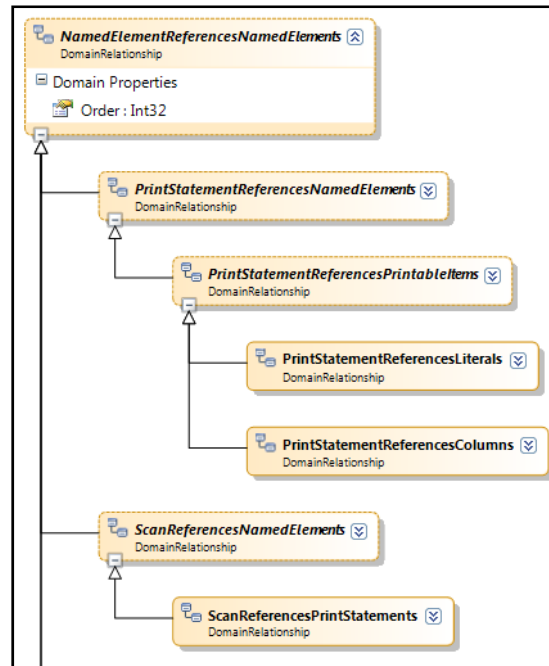 NamedElementReferencesNamedElements
DomainRelationship
Domain Properties
Order : Int32
PrintStatementReferencesNamedElements
DomainRelationship
PrintStatementReferencesPrintableItems
DomainRelationship
PrintStatementReferencesLiterals
DomainRelationship
PrintStatementReferencesColumns
DomainRelationship
ScanReferencesNamedElements
DomainRelationship
ScanReferencesPrintStatements
DomainRelationship